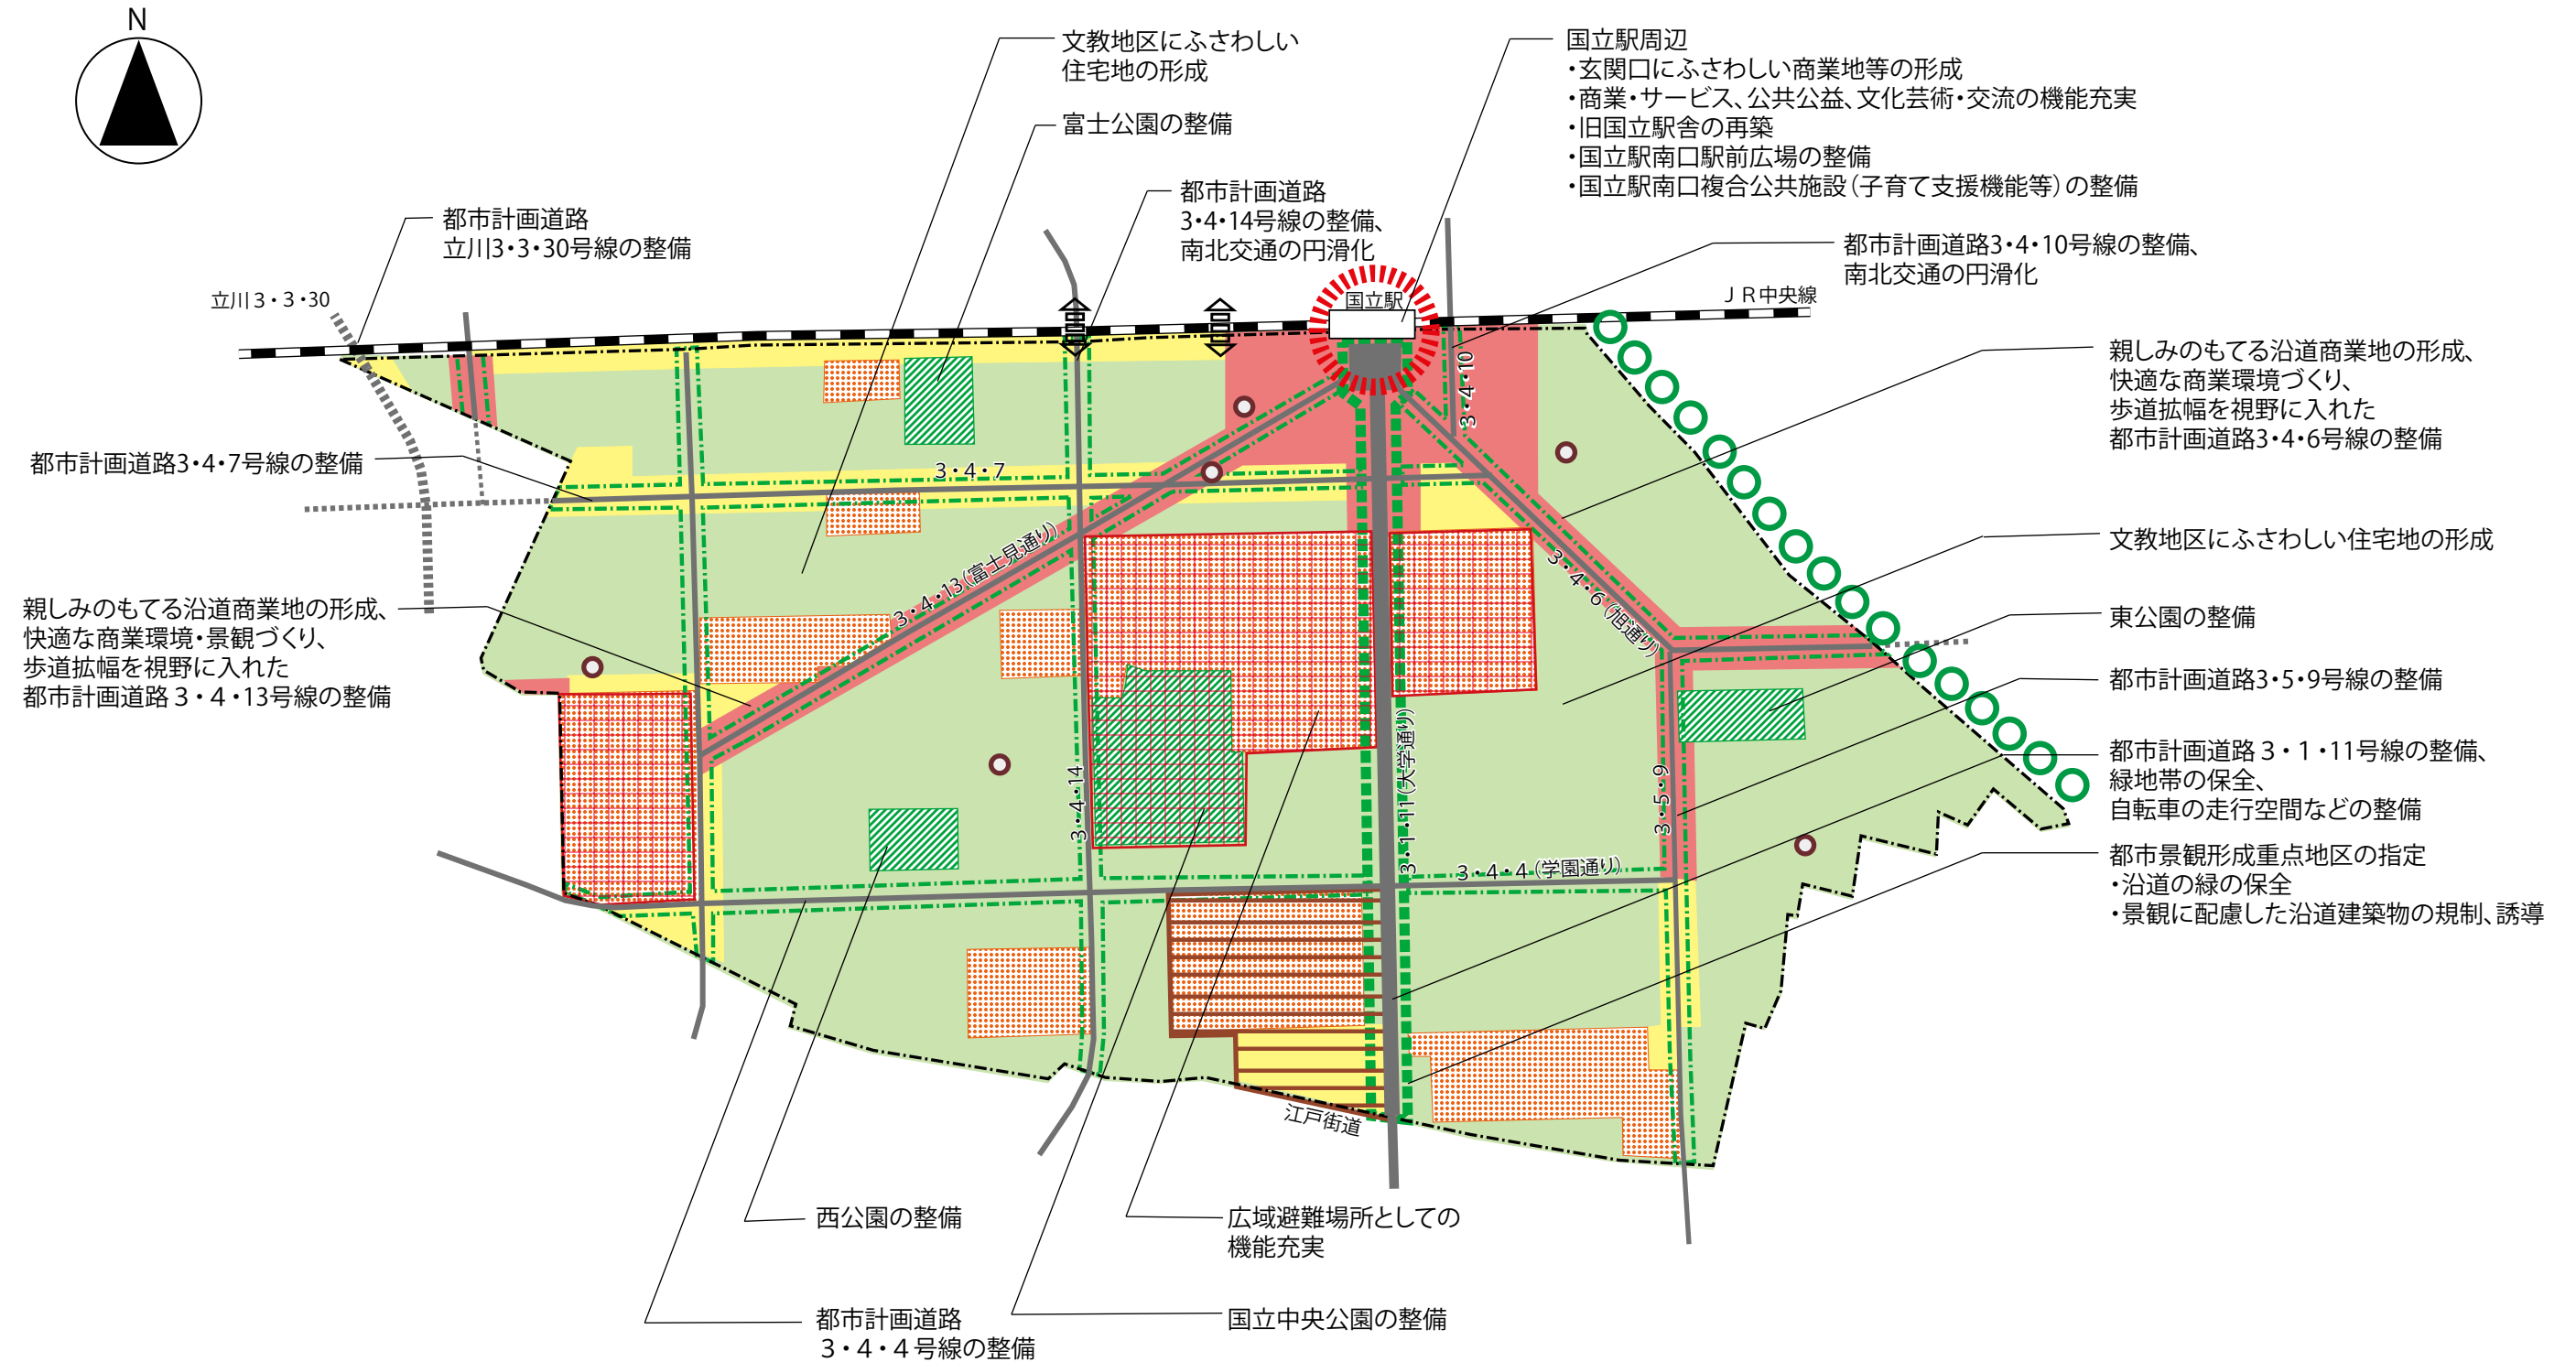 N
文教地区にふさわしい
住宅地の形成
富士公園の整備
都市計画道路
3・4・14号線の整備、
南北交通の円滑化
国立駅周辺
・玄関口にふさわしい商業地等の形成
・商業・サービス、公共公益、文化芸術・交流の機能充実
・旧国立駅舎の再築
・国立駅南口駅前広場の整備
・国立駅南口複合公共施設（子育て支援機能等）の整備
都市計画道路
立川3・3・30号線の整備
都市計画道路3・4・10号線の整備、
南北交通の円滑化
立川３・３・30
国立駅
ＪＲ中央線
親しみのもてる沿道商業地の形成、
快適な商業環境づくり、
歩道拡幅を視野に入れた
都市計画道路3・4・6号線の整備
3・4・10
都市計画道路3・4・7号線の整備
3・4・7
3・4・13（富士見通り）
3・4・6（旭通り）
文教地区にふさわしい住宅地の形成
親しみのもてる沿道商業地の形成、
快適な商業環境・景観づくり、
歩道拡幅を視野に入れた
都市計画道路３・４・13号線の整備
東公園の整備
都市計画道路3・5・9号線の整備
3・4・14
3・1・11（大学通り）
3・5・9
都市計画道路３・１・11号線の整備、
緑地帯の保全、
自転車の走行空間などの整備
3・4・4（学園通り）
都市景観形成重点地区の指定
・沿道の緑の保全
・景観に配慮した沿道建築物の規制、誘導
江戸街道
西公園の整備
広域避難場所としての
機能充実
都市計画道路
３・４・４号線の整備
国立中央公園の整備